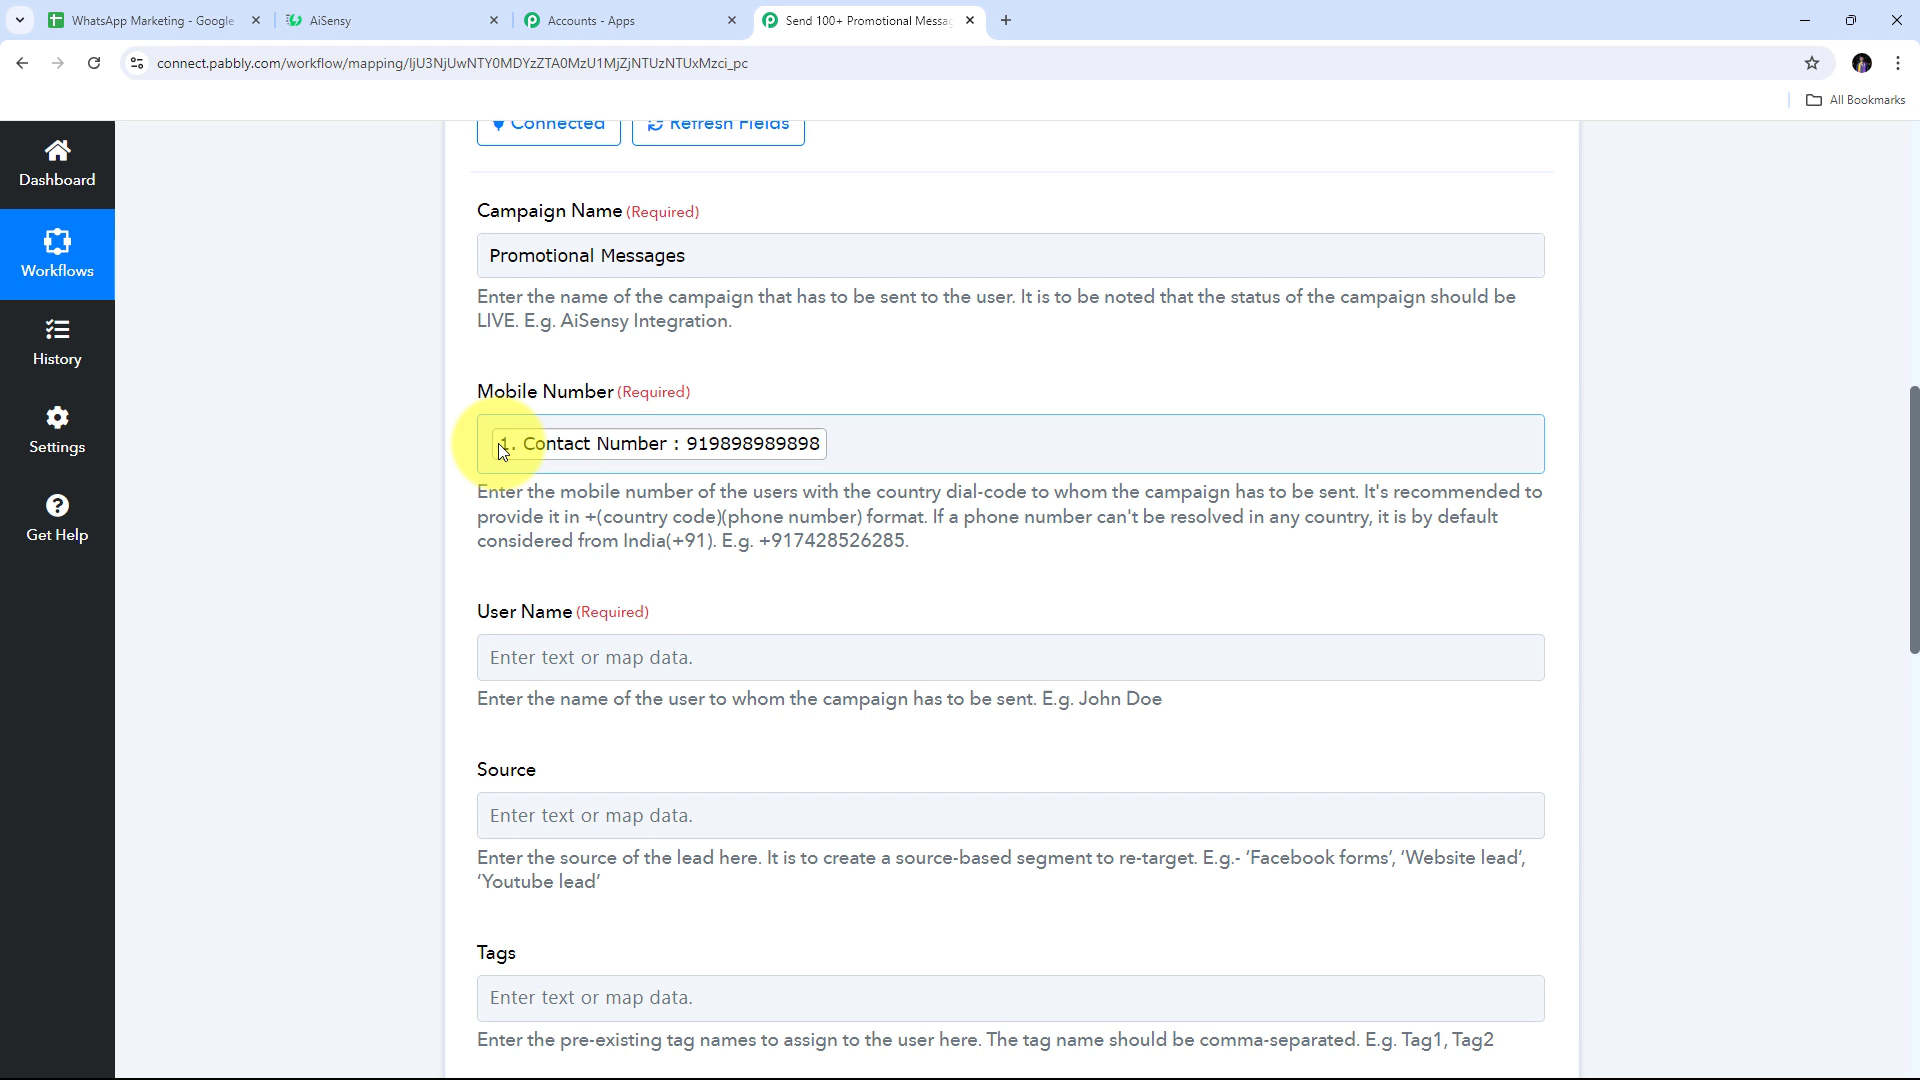 WhatsApp Marketing - Google
AiSensy
Accounts - Apps
Send 100+ Promotional Messag
connect.pabbly.com/workflow/mapping/IjU3NjUwNTY0MDYzZTA0MzU1MjZjNTUzNTUxMzci_pc
All Bookmarks
Dashboard
Workflows
History
Settings
Get Help
Connected
Refresh Fields
Campaign Name (Required)
Promotional Messages
Enter the name of the campaign that has to be sent to the user. It is to be noted that the status of the campaign should be
LIVE. E.g. AiSensy Integration.
Mobile Number (Required)
1. Contact Number : 919898989898
Enter the mobile number of the users with the country dial-code to whom the campaign has to be sent. It's recommended to
provide it in +(country code)(phone number) format. If a phone number can't be resolved in any country, it is by default
considered from India(+91). E.g. +917428526285.
User Name (Required)
Enter text or map data.
Enter the name of the user to whom the campaign has to be sent. E.g. John Doe
Source
Enter text or map data.
Enter the source of the lead here. It is to create a source-based segment to re-target. E.g.- ‘Facebook forms’, ‘Website lead’,
‘Youtube lead’
Tags
Enter text or map data.
Enter the pre-existing tag names to assign to the user here. The tag name should be comma-separated. E.g. Tag1, Tag2